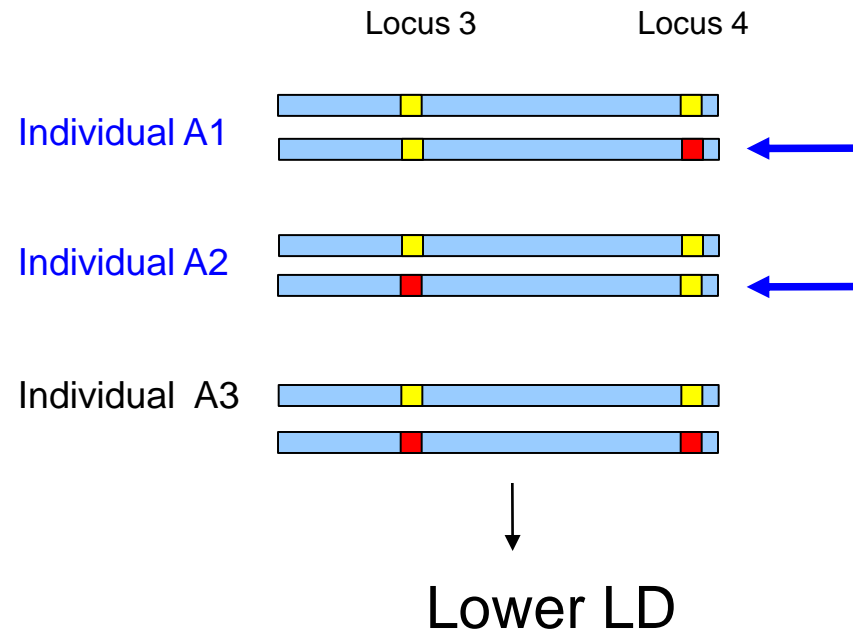 Locus 3 Locus 4
Individual A1
Individual A2
Individual A3
Lower LD